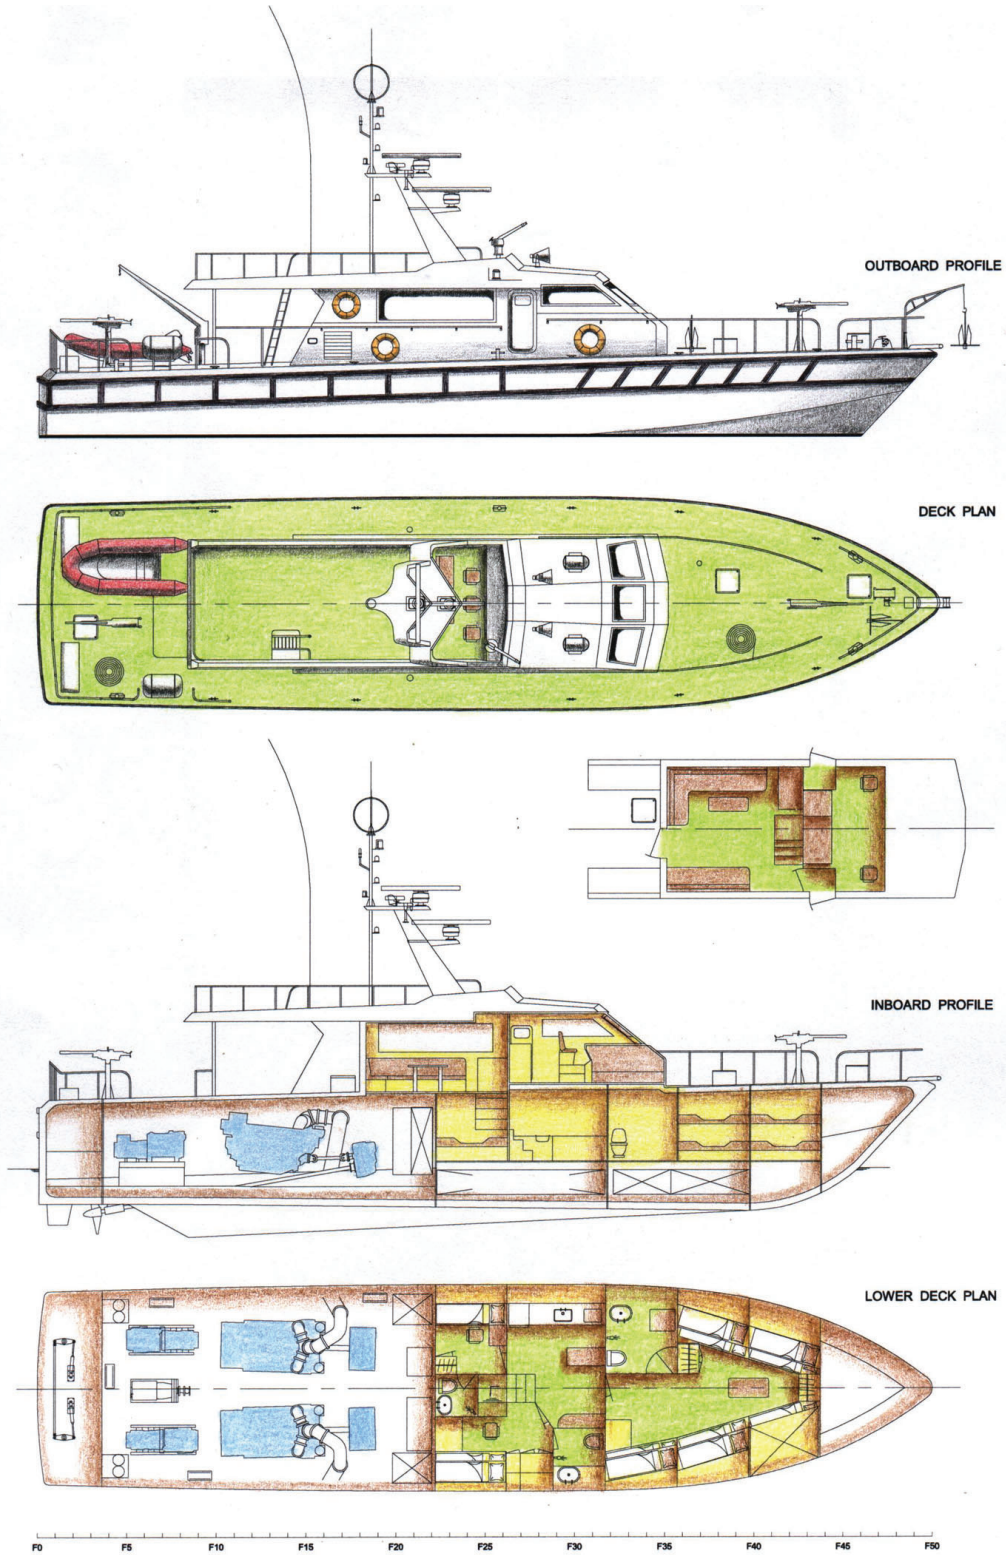 OUTBOARD PROFILE
DECK PLAN
INBOARD PROFILE
LOWER DECK PLAN
F0 F5 F10 F15 F20 F25 F30 F35 F40 F45 F50